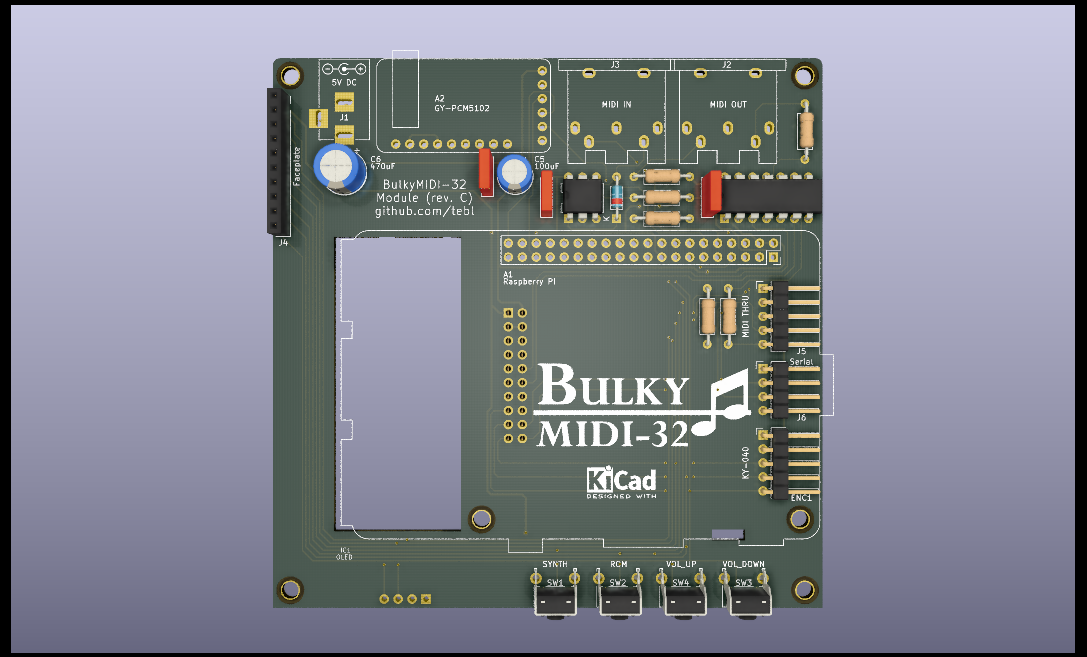 5V DC
J1
A2
GY-PCM5102
J3
J2
MIDI IN
MIDI OUT
Faceplate
J4
C6
470uF
C5
100uF
BulkyMIDI-32
Module (rev. C)
github.com/tebl
K
A1
Raspberry Pi
MIDI THRU
J5
Serial
J6
BULKY
MIDI-32
KiCad
DESIGNED WITH
KY-040
ENC1
IC1
OLED
SYNTH
ROM
VOL_UP
VOL_DOWN
SW1
SW2
SW4
SW3